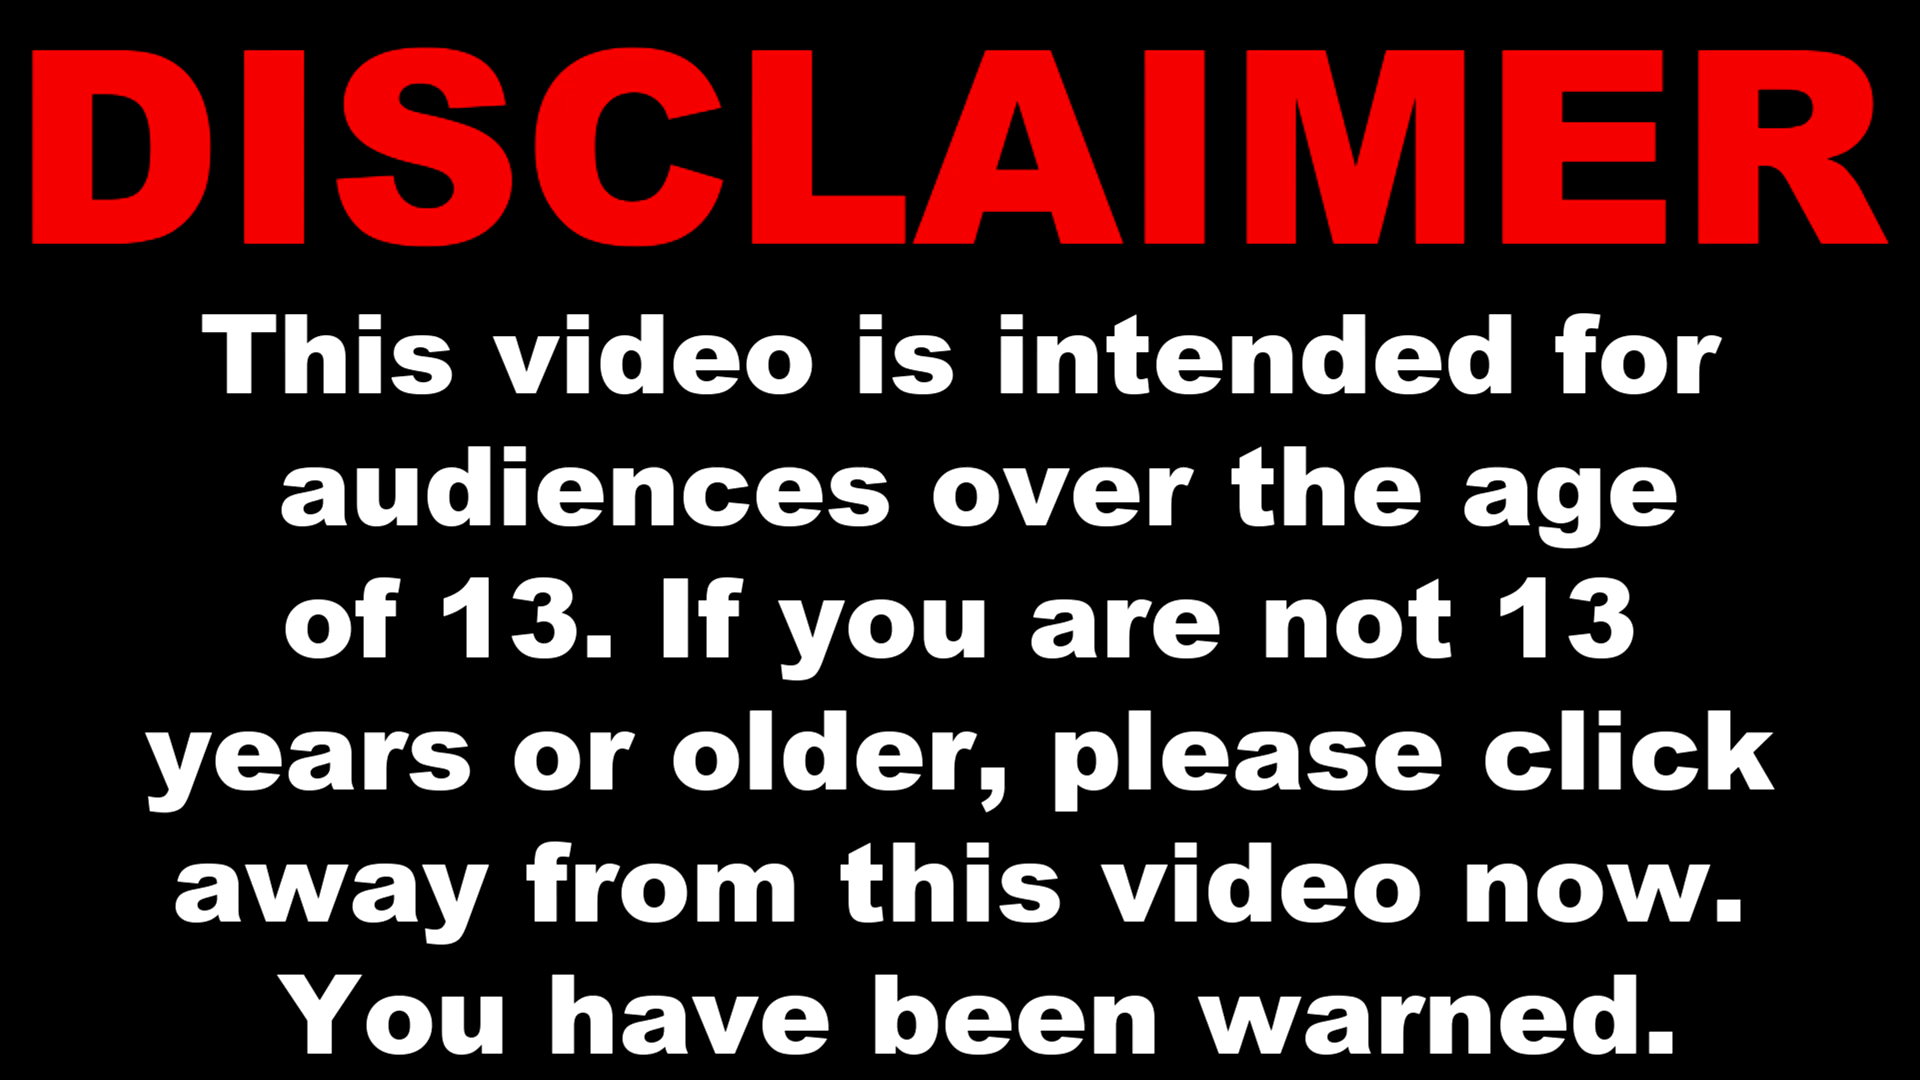 DISCLAIMER
This video is intended for
audiences over the age
of 13. If you are not 13
years or older, please click
away from this video now.
You have been warned.